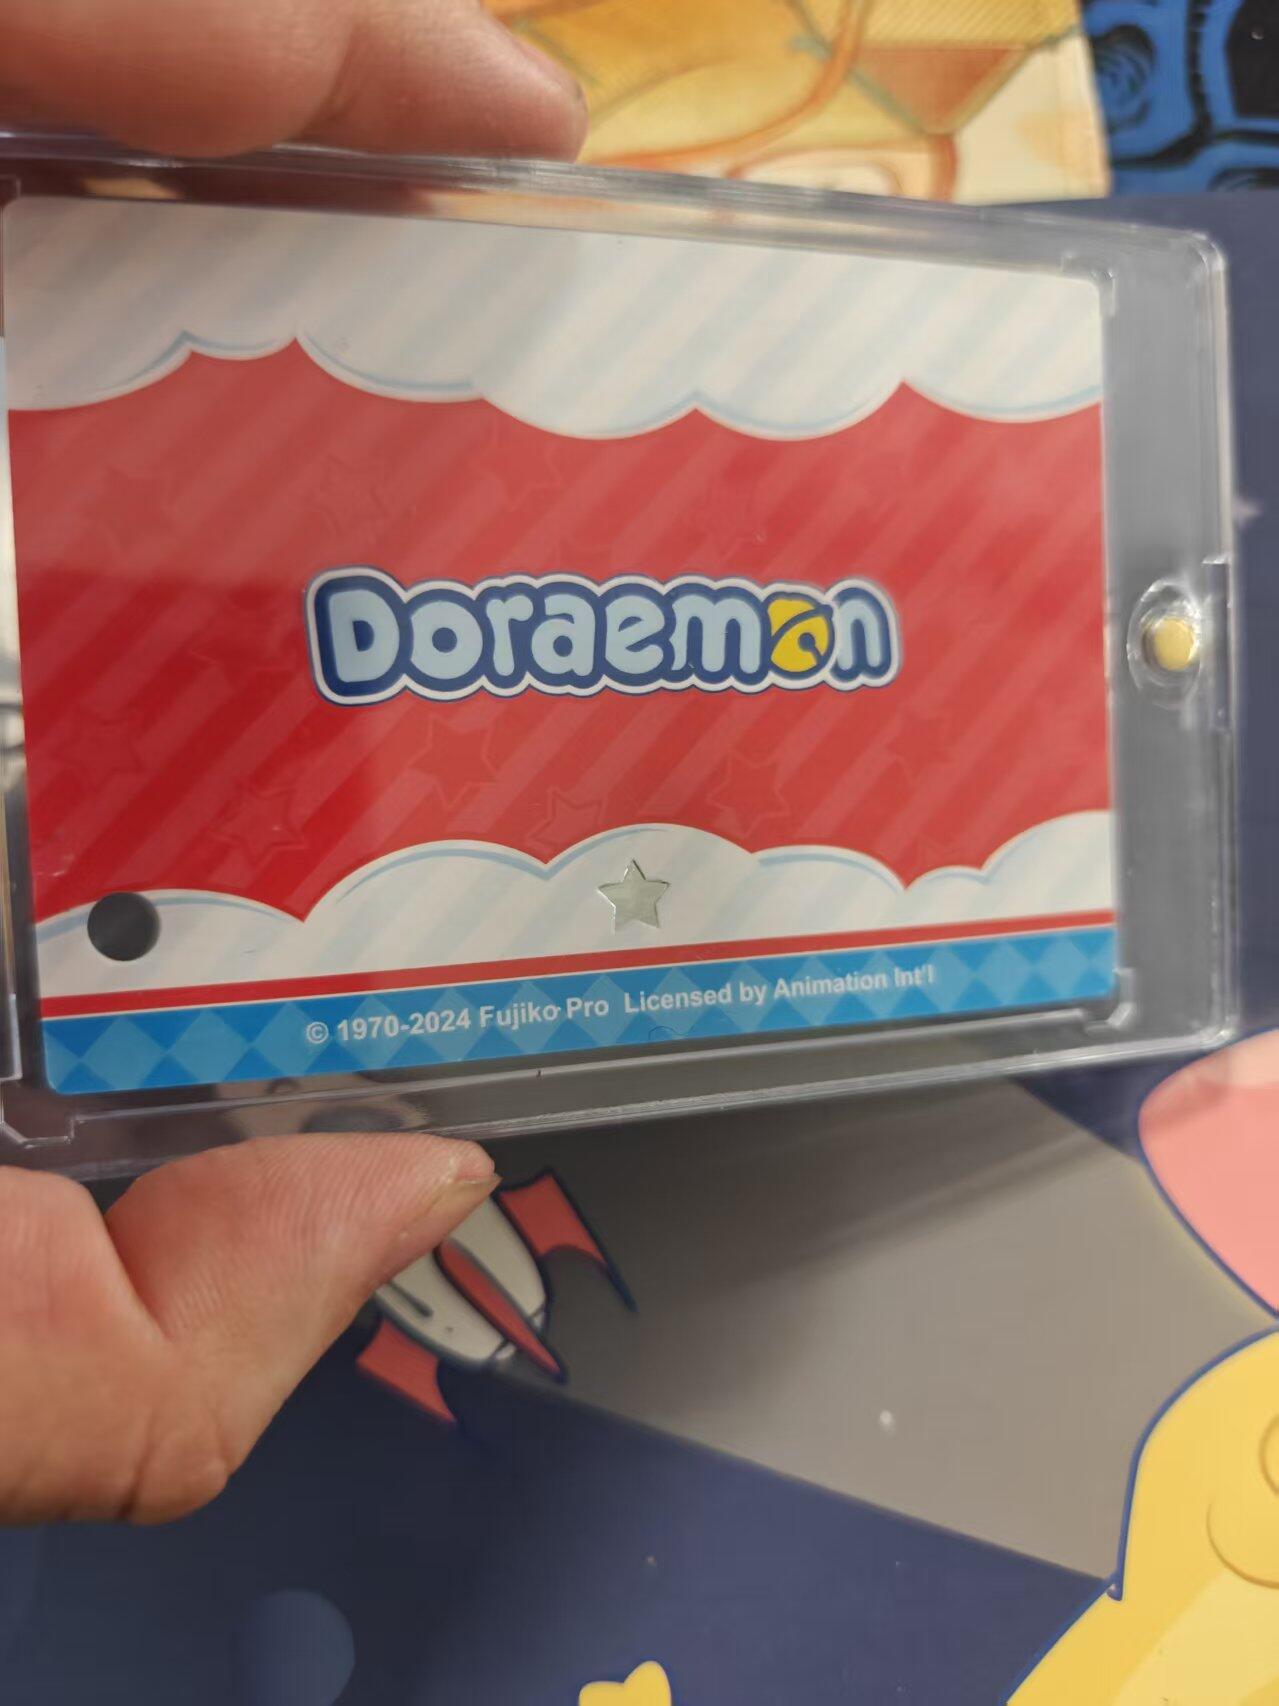 Doraemon
© 1970-2024 Fujiko Pro Licensed by Animation Int'l